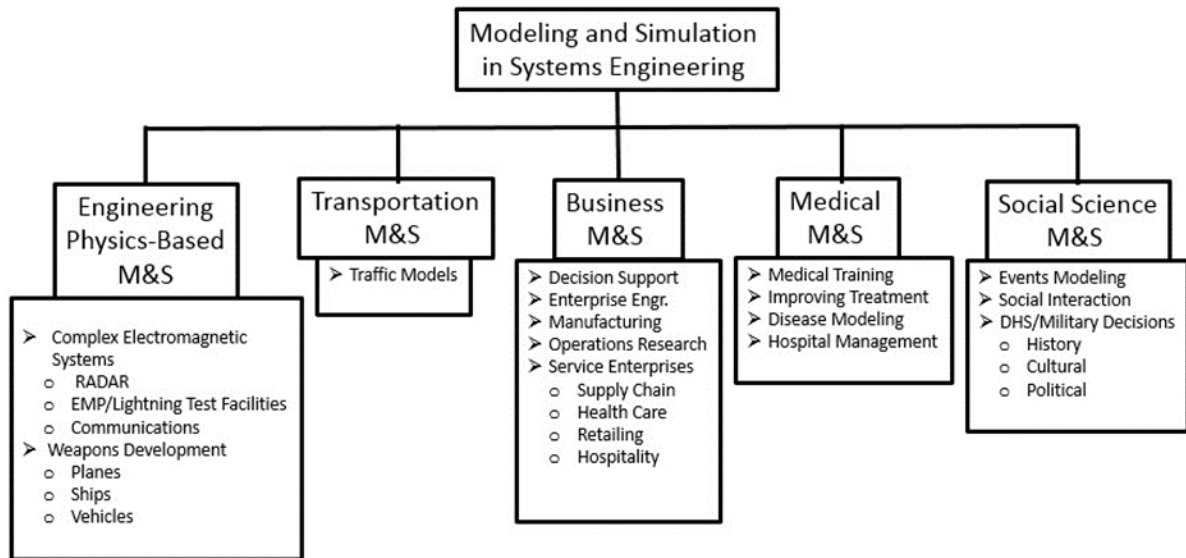 Modeling and Simulation
in Systems Engineering
Engineering
Physics-Based
M&S
➢ Complex Electromagnetic
Systems
o RADAR
o EMP/Lightning Test Facilities
o Communications
➢ Weapons Development
o Planes
o Ships
o Vehicles
Transportation
M&S
➢ Traffic Models
Business
M&S
➢ Decision Support
➢ Enterprise Engr.
➢ Manufacturing
➢ Operations Research
➢ Service Enterprises
o Supply Chain
o Health Care
o Retailing
o Hospitality
Medical
M&S
➢ Medical Training
➢ Improving Treatment
➢ Disease Modeling
➢ Hospital Management
Social Science
M&S
➢ Events Modeling
➢ Social Interaction
➢ DHS/Military Decisions
o History
o Cultural
o Political